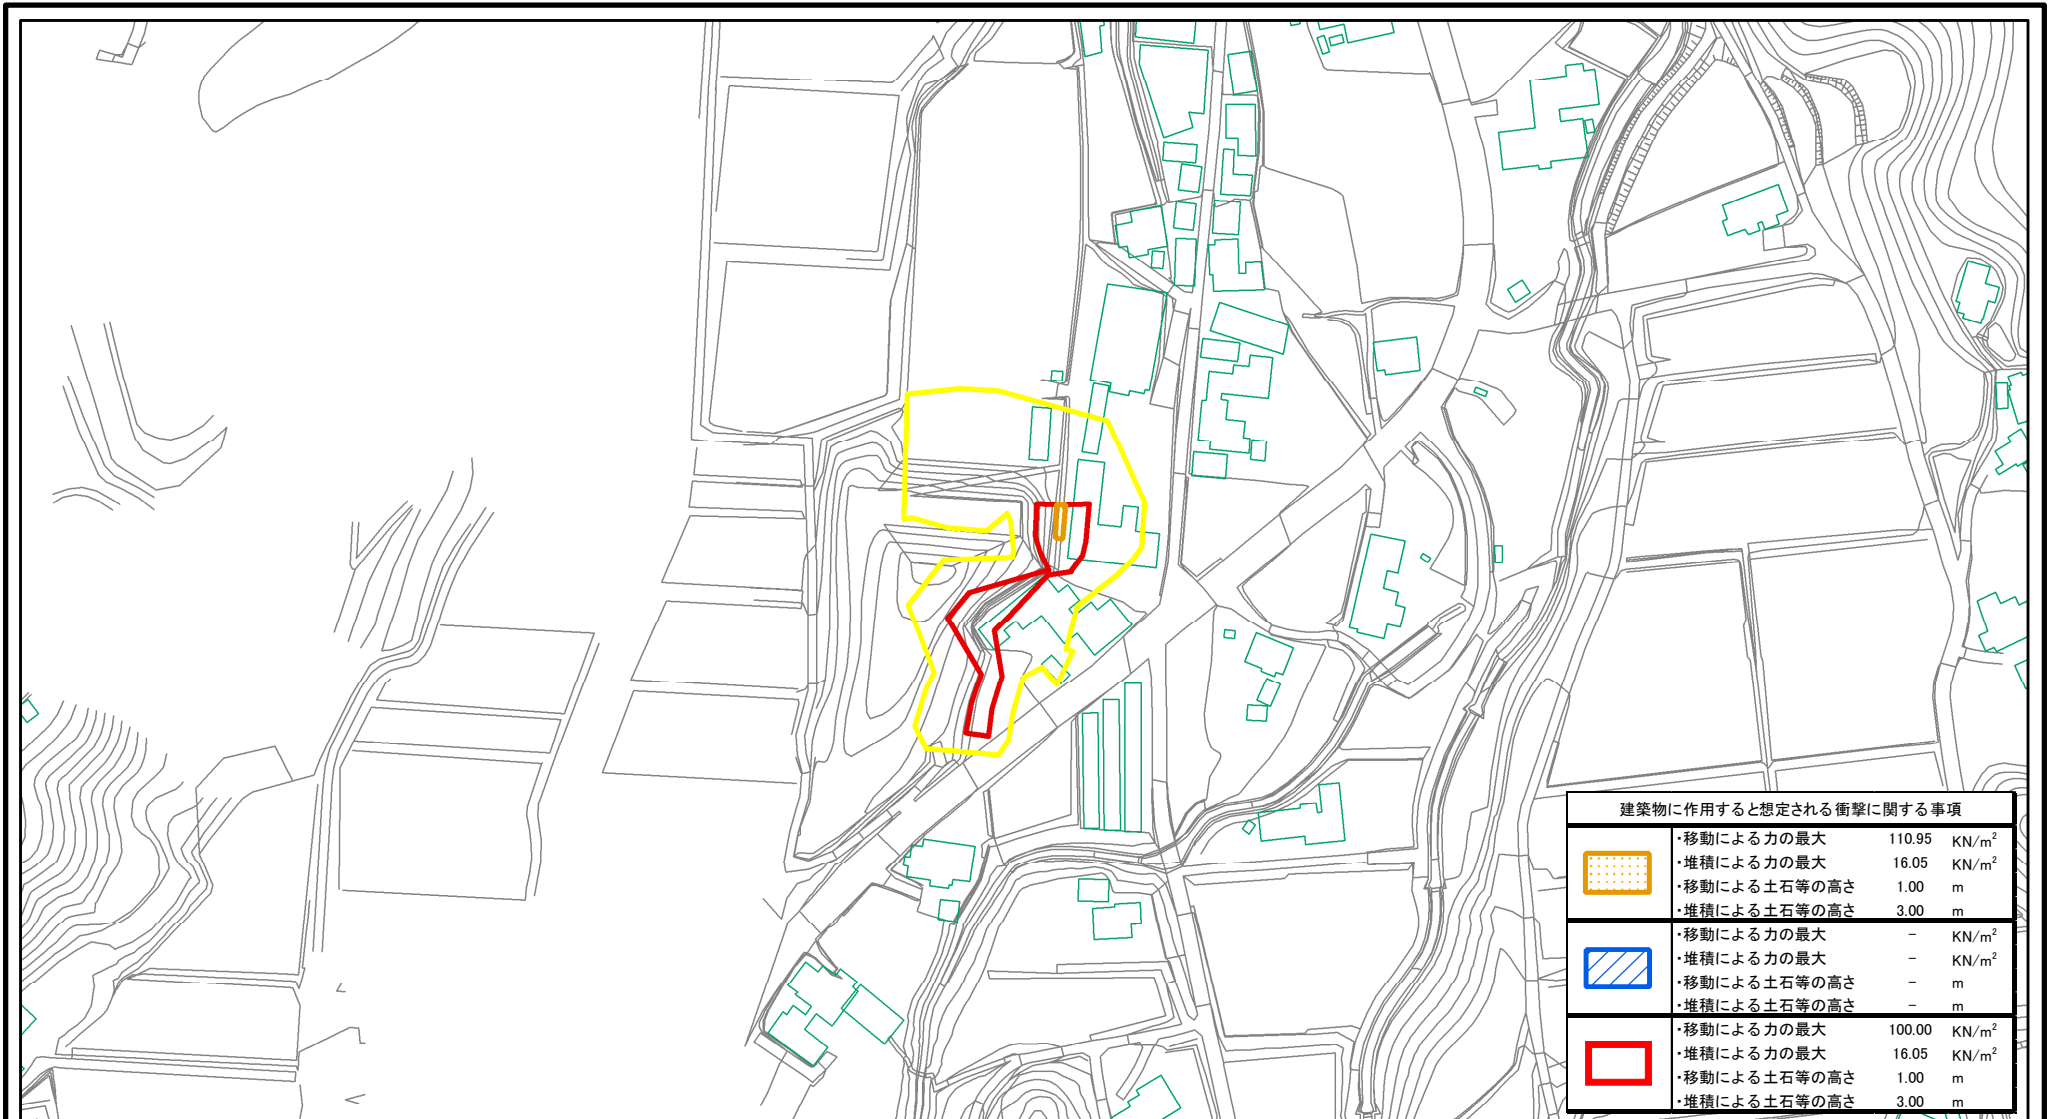 建築物に作用すると想定される衝撃に関する事項
・移動による力の最大 110.95 KN/m²
・堆積による力の最大 16.05 KN/m²
・移動による土石等の高さ 1.00 m
・堆積による土石等の高さ 3.00 m
・移動による力の最大 - KN/m²
・堆積による力の最大 - KN/m²
・移動による土石等の高さ - m
・堆積による土石等の高さ - m
・移動による力の最大 100.00 KN/m²
・堆積による力の最大 16.05 KN/m²
・移動による土石等の高さ 1.00 m
・堆積による土石等の高さ 3.00 m